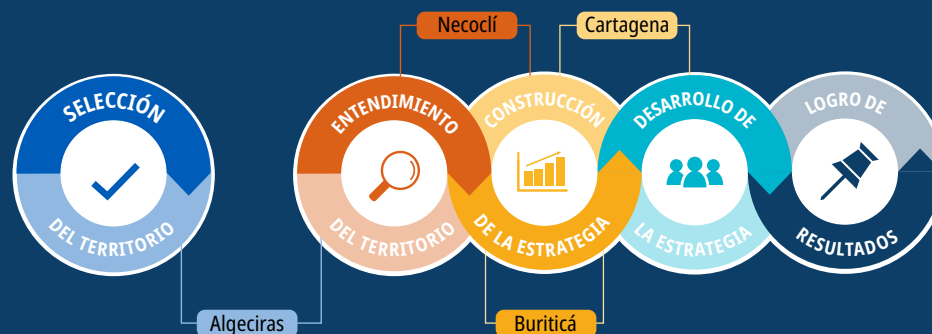 Necoclí
Cartagena
SELECCIÓN
DEL TERRITORIO
ENTENDIMIENTO
DEL TERRITORIO
CONSTRUCCIÓN
DE LA ESTRATEGIA
DESARROLLO DE
LA ESTRATEGIA
LOGRO DE
RESULTADOS
Algeciras
Buriticá